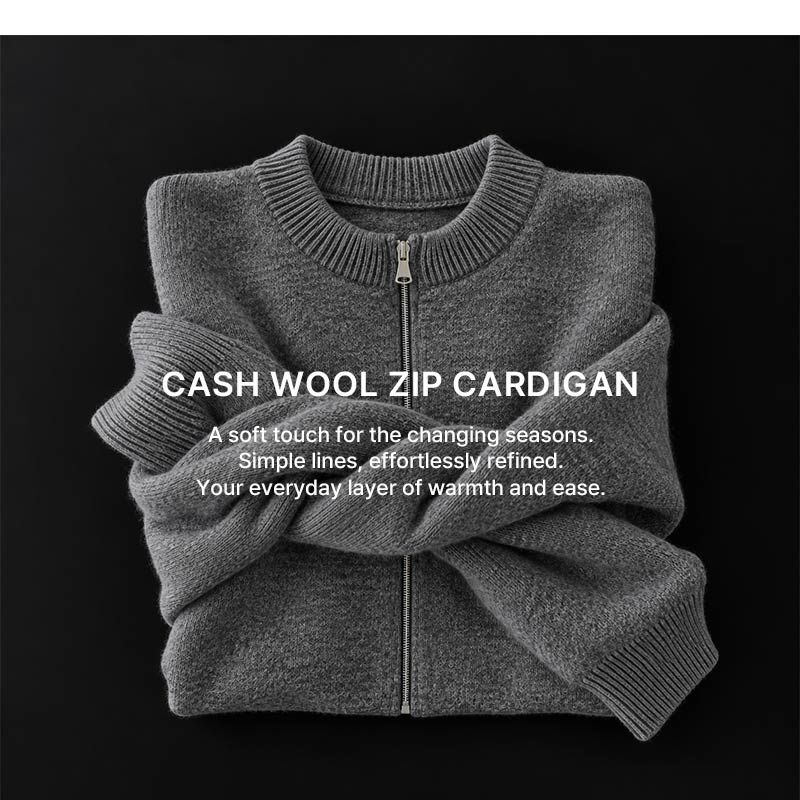 CASH WOOL ZIP CARDIGAN
A soft touch for the changing seasons.
Simple lines, effortlessly refined.
Your everyday layer of warmth and ease.